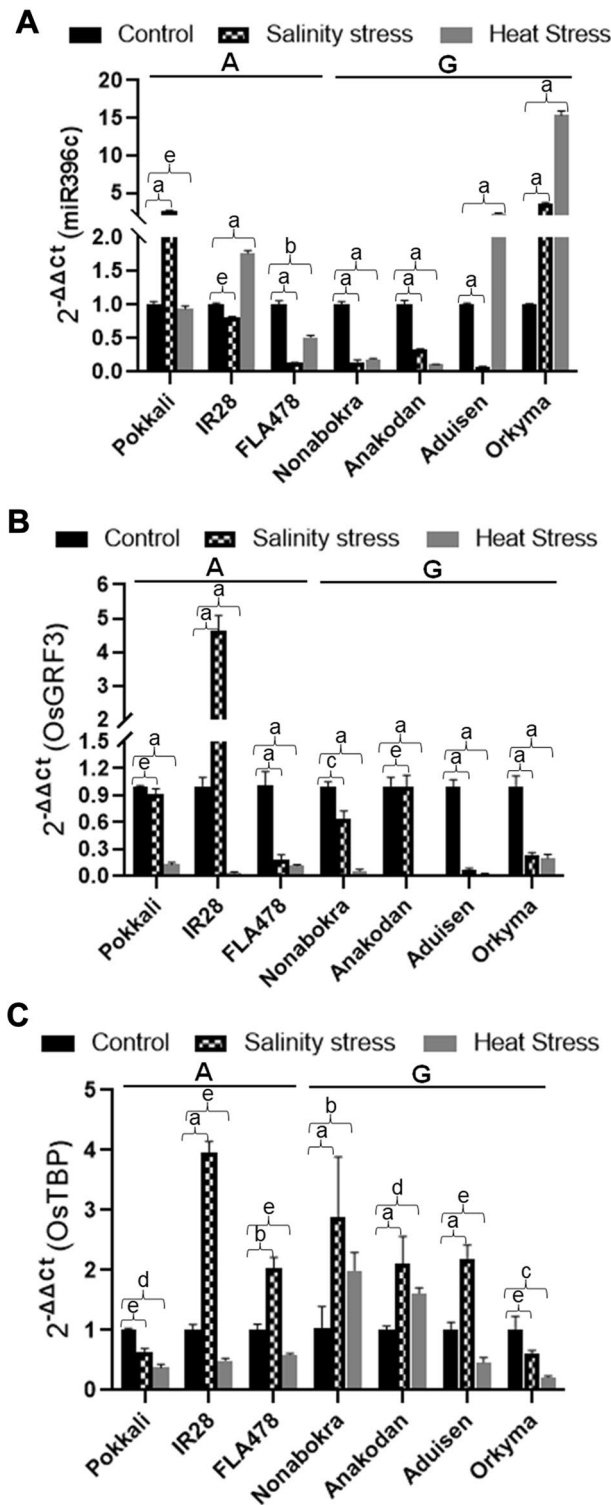 A
Control Salinity stress Heat Stress
A G
2^-ΔΔCt (miR396c)
20
15
10
5
2.0
1.5
1.0
0.5
0.0
e a a e b a a a a a a a a a
Pokkali IR28 FLA478 Nonabokra Anakodan Aduisen Orkyma
B
Control Salinity stress Heat Stress
A G
2^-ΔΔCt (OsGRF3)
6
5
4
3
2
1.5
1.2
0.9
0.6
0.3
0.0
a e a a a a a c a e a a a a
Pokkali IR28 FLA478 Nonabokra Anakodan Aduisen Orkyma
C
Control Salinity stress Heat Stress
A G
2^-ΔΔCt (OsTBP)
5
4
3
2
1
0
d e e a e b b a d a e a c e
Pokkali IR28 FLA478 Nonabokra Anakodan Aduisen Orkyma